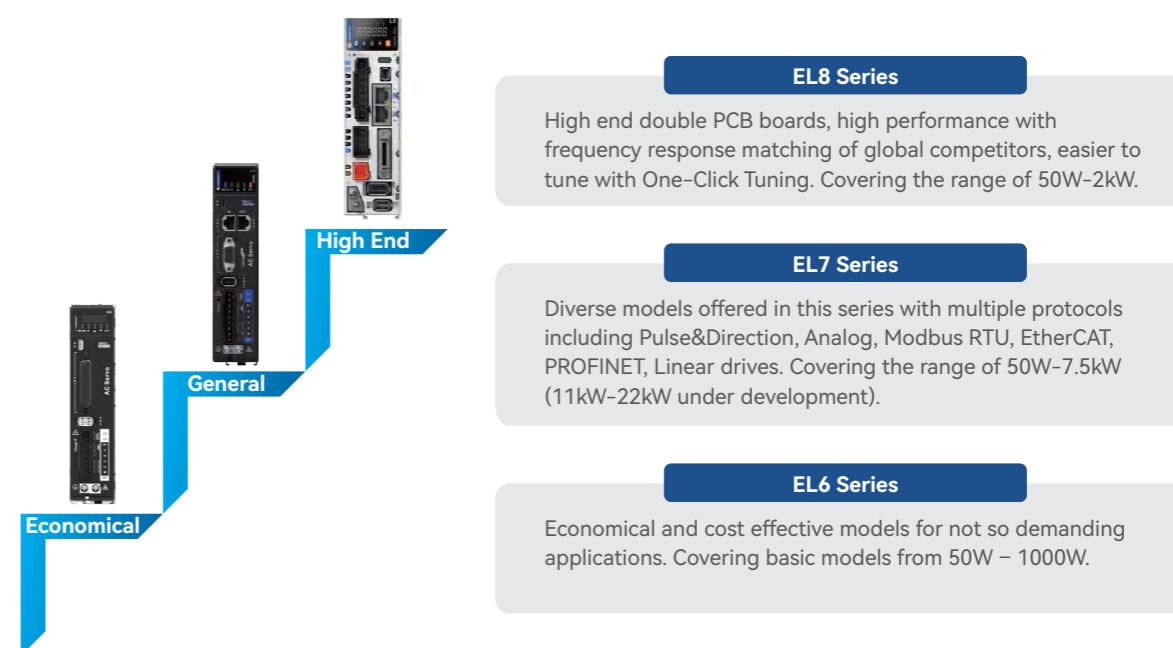 EL8 Series
High end double PCB boards, high performance with
frequency response matching of global competitors, easier to
tune with One-Click Tuning. Covering the range of 50W-2kW.
High End
EL7 Series
Diverse models offered in this series with multiple protocols
including Pulse&Direction, Analog, Modbus RTU, EtherCAT,
PROFINET, Linear drives. Covering the range of 50W-7.5kW
(11kW-22kW under development).
General
AC Servo
EL6 Series
Economical and cost effective models for not so demanding
applications. Covering basic models from 50W – 1000W.
AC Servo
Economical